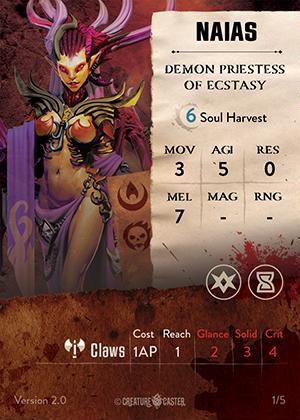 NAIAS
DEMON PRIESTESS
OF ECSTASY
6 Soul Harvest
MOV AGI RES
3 5 0
MEL MAG RNG
7 - -
Cost Reach Glance Solid Crit
Claws 1AP 1 2 3 4
Version 2.0 © CREATURE CASTER 1/5